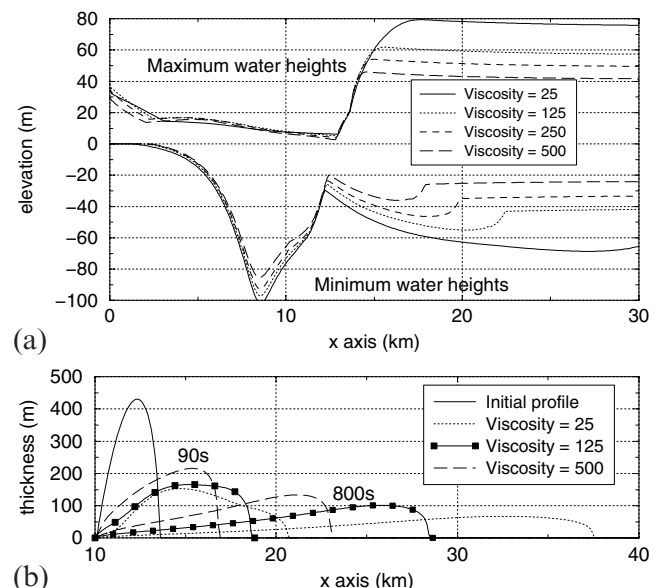 80
60
40
20
0
−20
−40
−60
−80
−100
elevation (m)
Maximum water heights
Viscosity = 25
Viscosity = 125
Viscosity = 250
Viscosity = 500
Minimum water heights
0 10 20 30
x axis (km)
(a)
500
400
300
200
100
0
thickness (m)
90s
800s
Initial profile
Viscosity = 25
Viscosity = 125
Viscosity = 500
10 20 30 40
x axis (km)
(b)